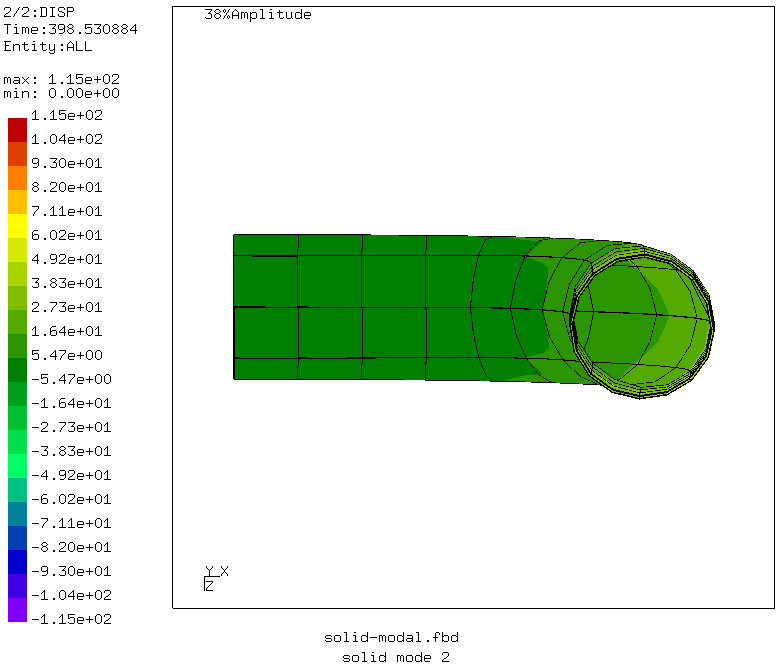 2/2:DISP
Time:398.530884
Entity:ALL
max: 1.15e+02
min: 0.00e+00
1.15e+02
1.04e+02
9.30e+01
8.20e+01
7.11e+01
6.02e+01
4.92e+01
3.83e+01
2.73e+01
1.64e+01
5.47e+00
-5.47e+00
-1.64e+01
-2.73e+01
-3.83e+01
-4.92e+01
-6.02e+01
-7.11e+01
-8.20e+01
-9.30e+01
-1.04e+02
-1.15e+02
38%Amplitude
Y X
Z
solid-modal.fbd
solid mode 2